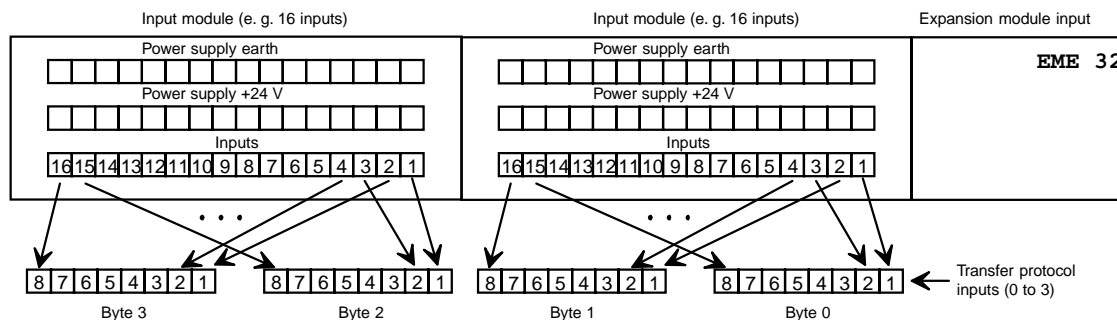 Input module (e. g. 16 inputs) Input module (e. g. 16 inputs) Expansion module input
Power supply earth Power supply earth
EME 32
Power supply +24 V Power supply +24 V
Inputs Inputs
16 15 14 13 12 11 10 9 8 7 6 5 4 3 2 1 16 15 14 13 12 11 10 9 8 7 6 5 4 3 2 1
. . . . . .
8 7 6 5 4 3 2 1 8 7 6 5 4 3 2 1 8 7 6 5 4 3 2 1 8 7 6 5 4 3 2 1
Transfer protocol
inputs (0 to 3)
Byte 3 Byte 2 Byte 1 Byte 0